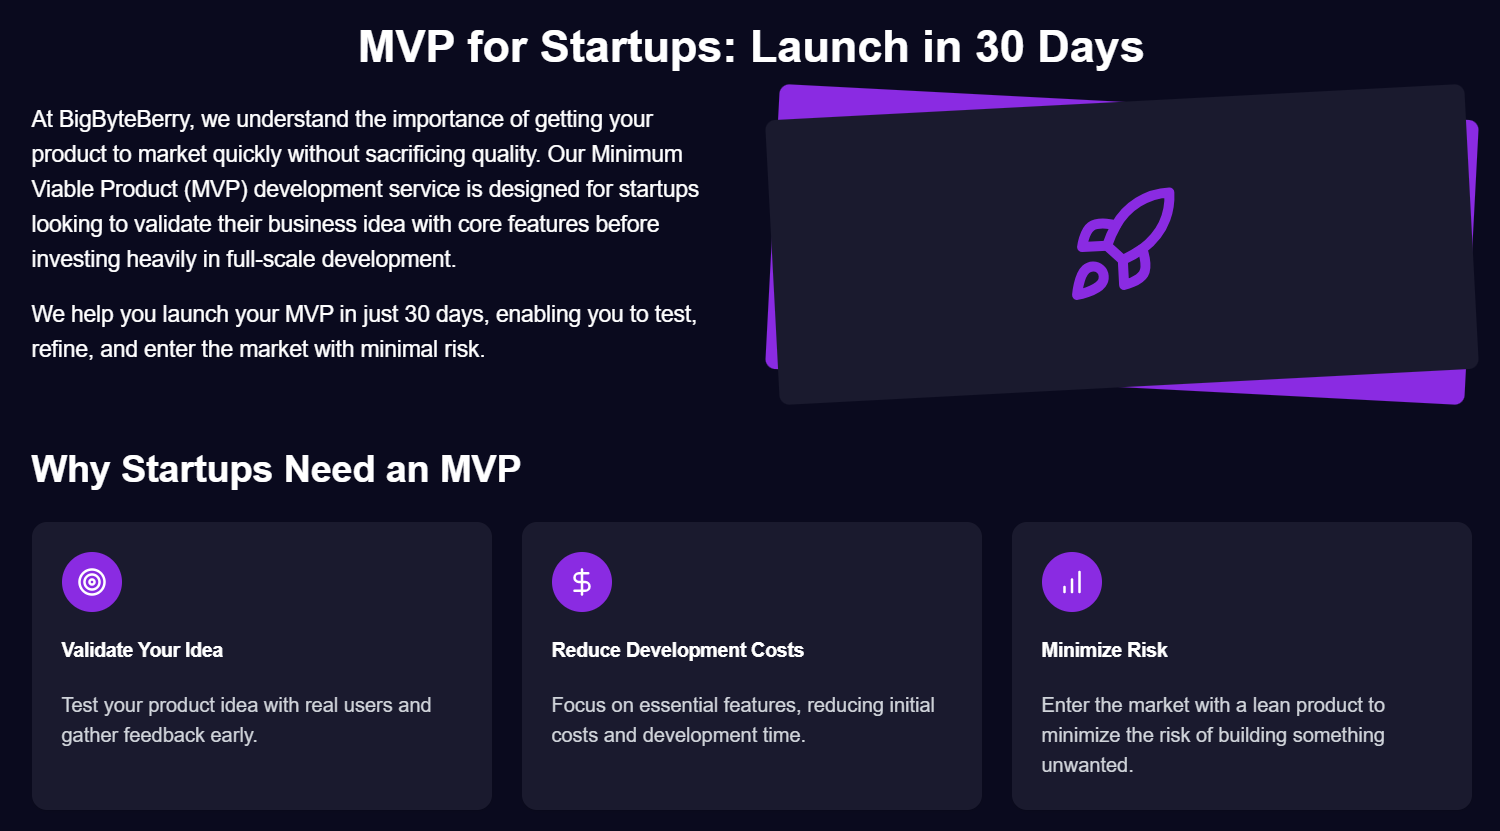 MVP for Startups: Launch in 30 Days
At BigByteBerry, we understand the importance of getting your
product to market quickly without sacrificing quality. Our Minimum
Viable Product (MVP) development service is designed for startups
looking to validate their business idea with core features before
investing heavily in full-scale development.
We help you launch your MVP in just 30 days, enabling you to test,
refine, and enter the market with minimal risk.
Why Startups Need an MVP
Validate Your Idea
Test your product idea with real users and
gather feedback early.
Reduce Development Costs
Focus on essential features, reducing initial
costs and development time.
Minimize Risk
Enter the market with a lean product to
minimize the risk of building something
unwanted.